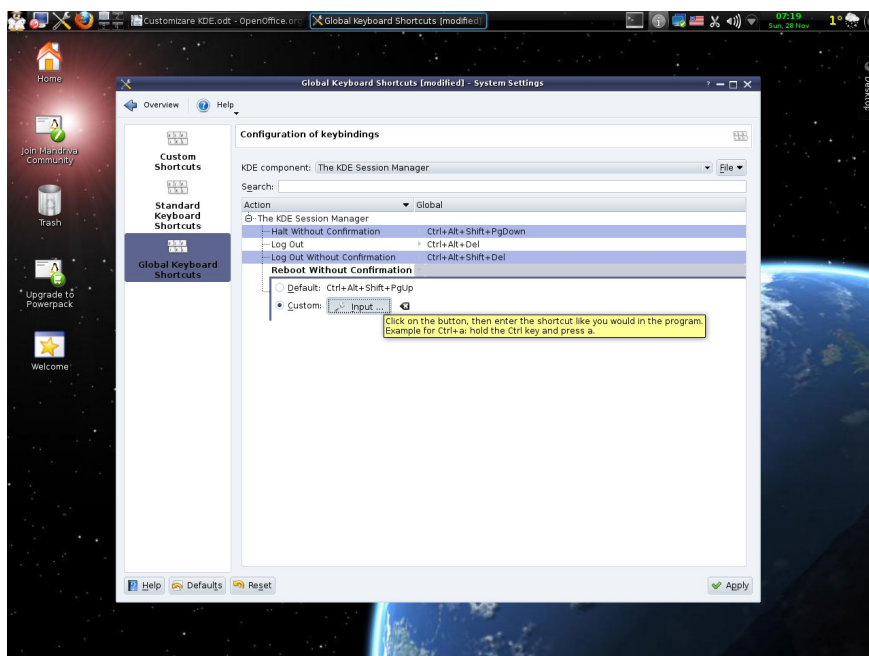 Customizare KDE.odt - OpenOffice.org
Global Keyboard Shortcuts [modified]
07:19
Sun, 28 Nov
1°
Home
Join Mandriva
Community
Trash
Upgrade to
Powerpack
Welcome
Desktop
Global Keyboard Shortcuts [modified] - System Settings
Overview
Help
Custom
Shortcuts
Standard
Keyboard
Shortcuts
Global Keyboard
Shortcuts
Configuration of keybindings
KDE component: The KDE Session Manager
File
Search:
Action Global
The KDE Session Manager
Halt Without Confirmation Ctrl+Alt+Shift+PgDown
Log Out Ctrl+Alt+Del
Log Out Without Confirmation Ctrl+Alt+Shift+Del
Reboot Without Confirmation
Default: Ctrl+Alt+Shift+PgUp
Custom: Input ...
Click on the button, then enter the shortcut like you would in the program.
Example for Ctrl+a: hold the Ctrl key and press a.
Help
Defaults
Reset
Apply